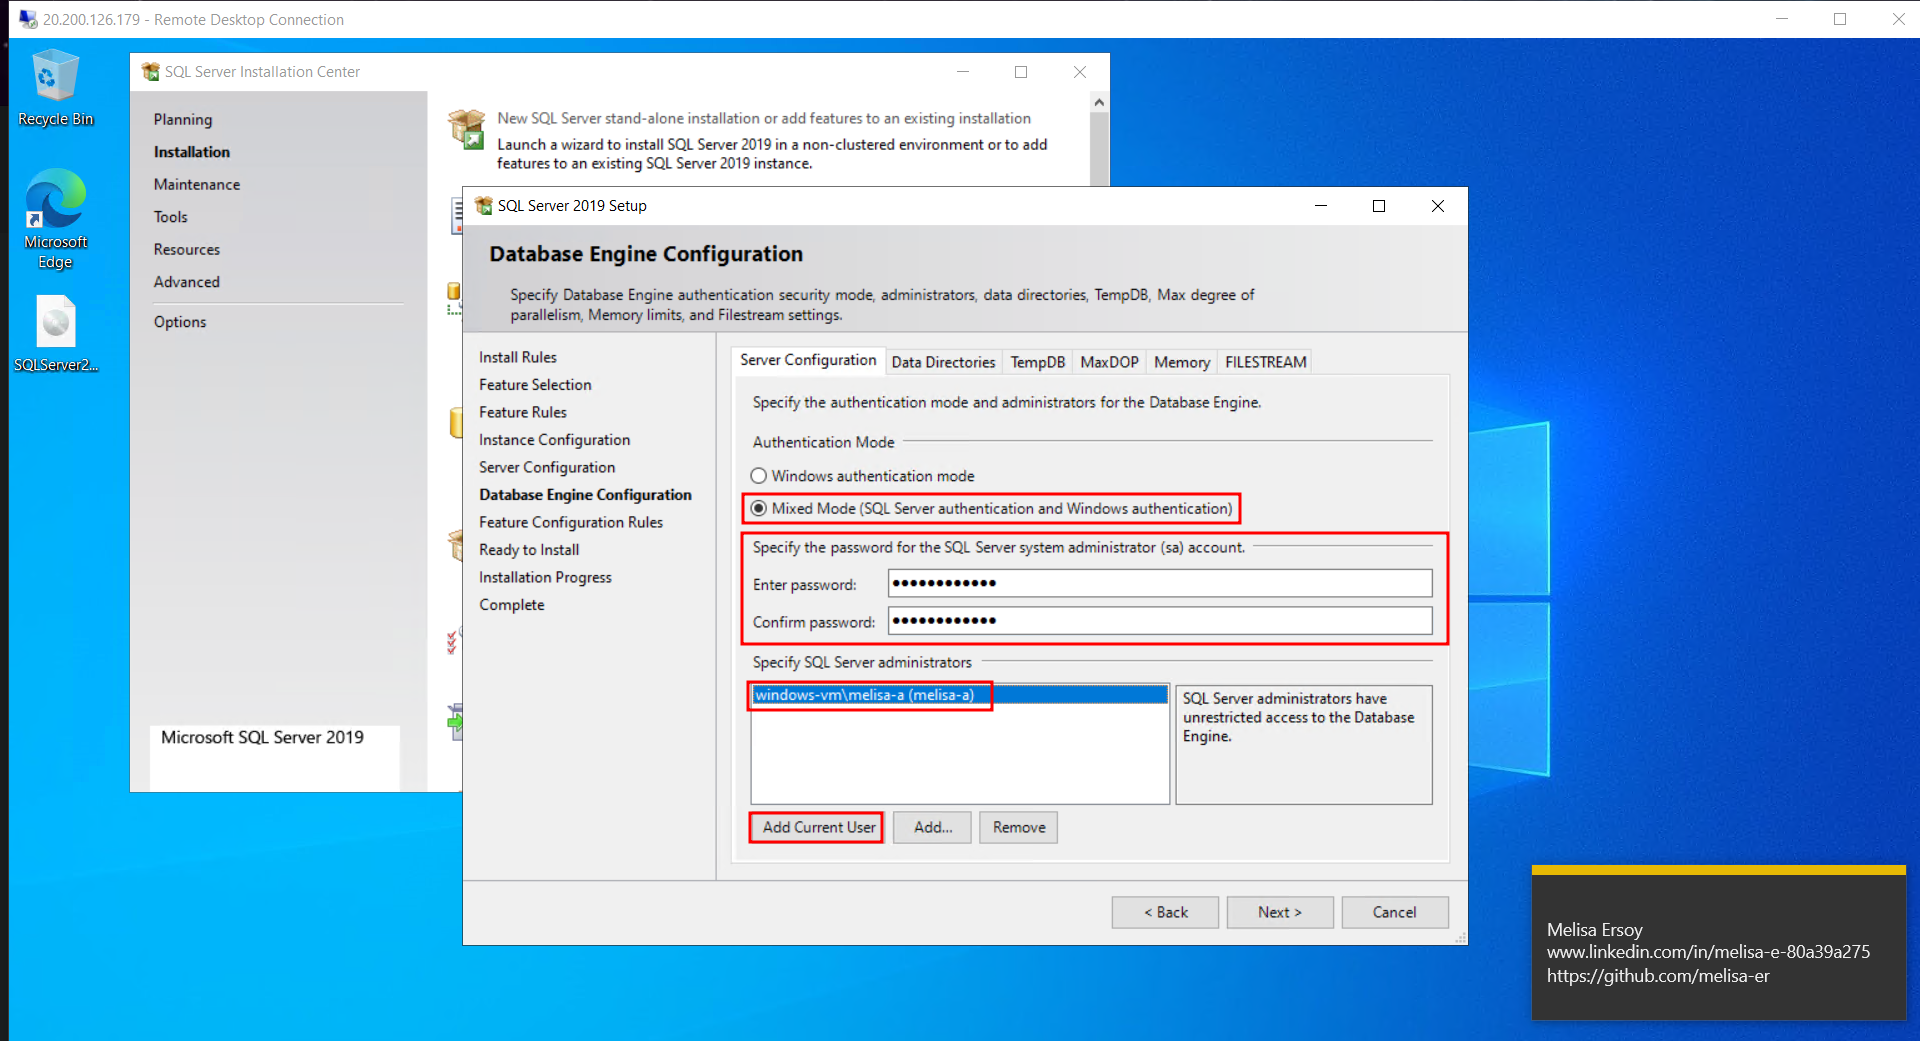 20.200.126.179 - Remote Desktop Connection
Recycle Bin
Microsoft
Edge
SQLServer2...
SQL Server Installation Center
Planning
Installation
Maintenance
Tools
Resources
Advanced
Options
Microsoft SQL Server 2019
New SQL Server stand-alone installation or add features to an existing installation
Launch a wizard to install SQL Server 2019 in a non-clustered environment or to add
features to an existing SQL Server 2019 instance.
SQL Server 2019 Setup
Database Engine Configuration
Specify Database Engine authentication security mode, administrators, data directories, TempDB, Max degree of
parallelism, Memory limits, and Filestream settings.
Install Rules
Feature Selection
Feature Rules
Instance Configuration
Server Configuration
Database Engine Configuration
Feature Configuration Rules
Ready to Install
Installation Progress
Complete
Server Configuration Data Directories TempDB MaxDOP Memory FILESTREAM
Specify the authentication mode and administrators for the Database Engine.
Authentication Mode
Windows authentication mode
Mixed Mode (SQL Server authentication and Windows authentication)
Specify the password for the SQL Server system administrator (sa) account.
Enter password: ●●●●●●●●●●●●
Confirm password: ●●●●●●●●●●●●
Specify SQL Server administrators
windows-vm\melisa-a (melisa-a)
SQL Server administrators have
unrestricted access to the Database
Engine.
Add Current User Add... Remove
< Back Next > Cancel
Melisa Ersoy
www.linkedin.com/in/melisa-e-80a39a275
https://github.com/melisa-er